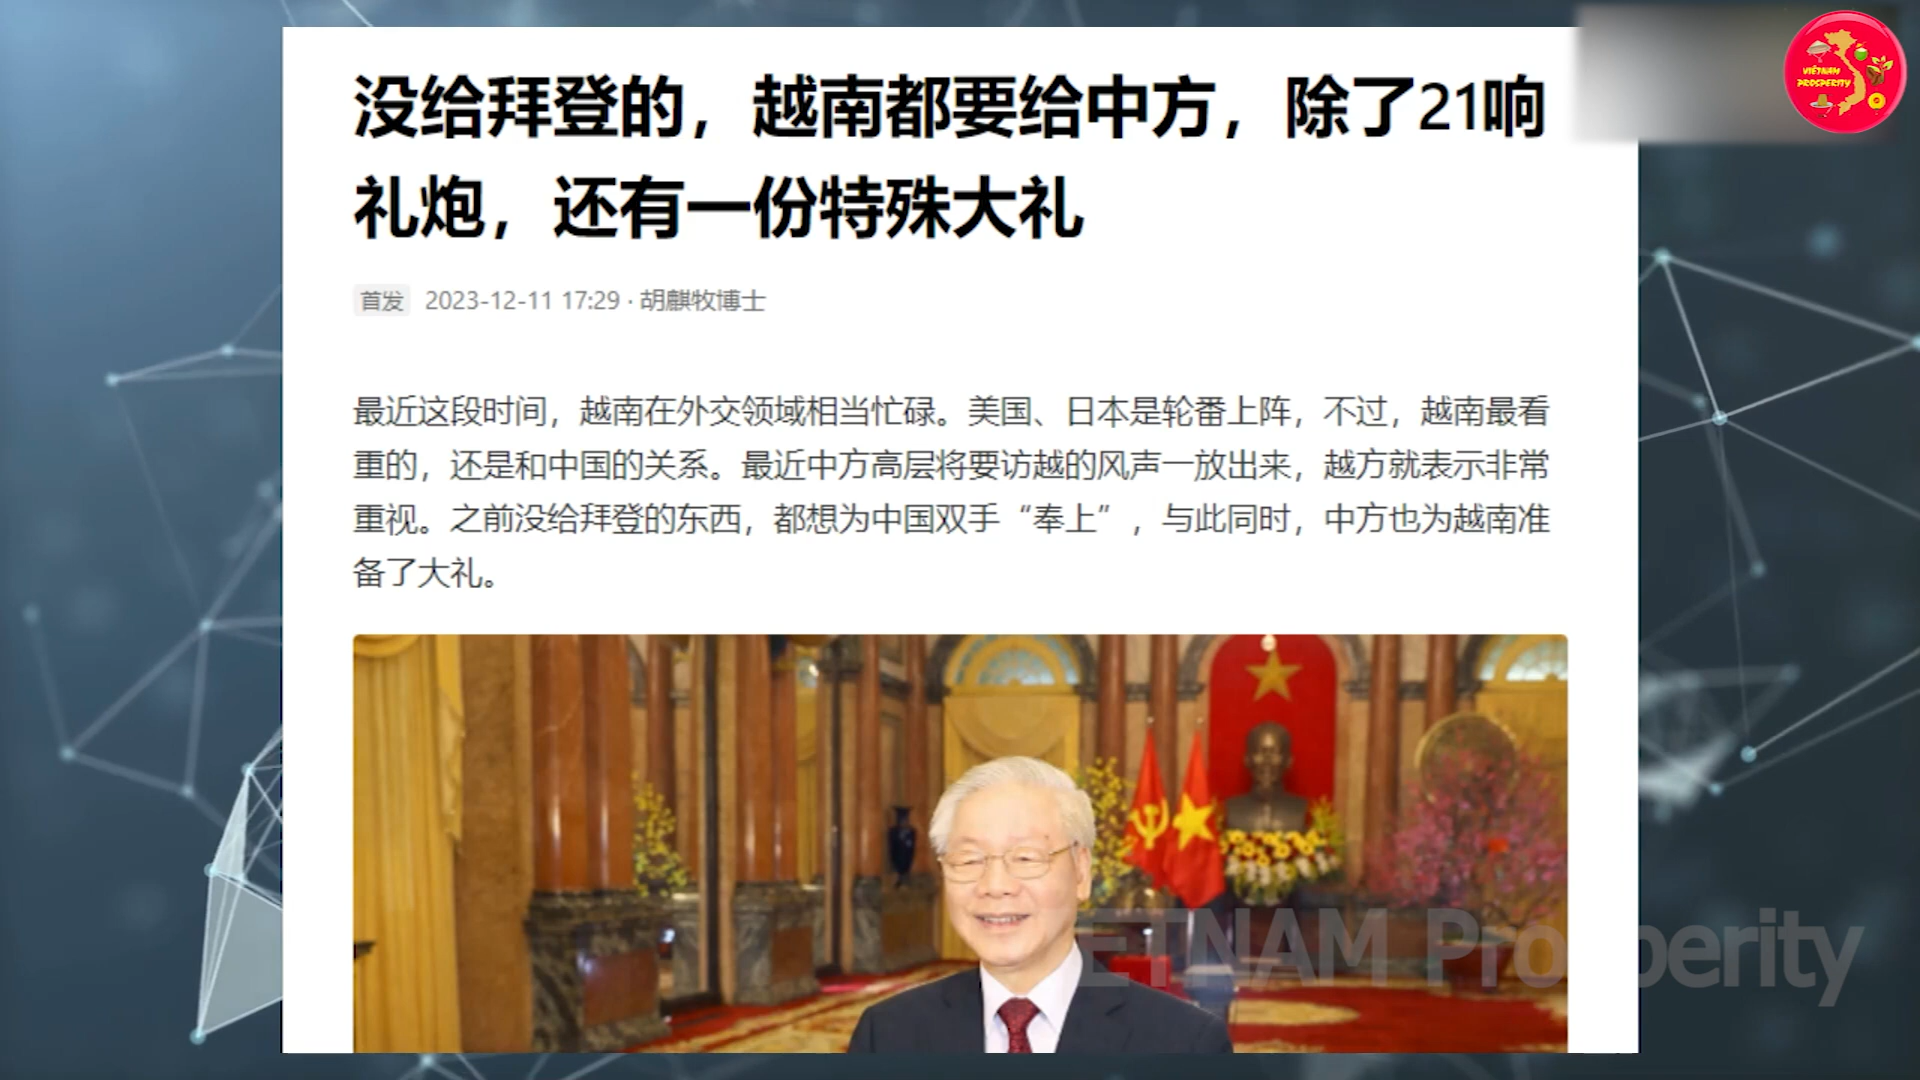 没给拜登的，越南都要给中方，除了21响
礼炮，还有一份特殊大礼
首发 2023-12-11 17:29 · 胡麒牧博士
最近这段时间，越南在外交领域相当忙碌。美国、日本是轮番上阵，不过，越南最看
重的，还是和中国的关系。最近中方高层将要访越的风声一放出来，越方就表示非常
重视。之前没给拜登的东西，都想为中国双手“奉上”，与此同时，中方也为越南准
备了大礼。
VIETNAM
PROSPERITY
ETNAM Prosperity